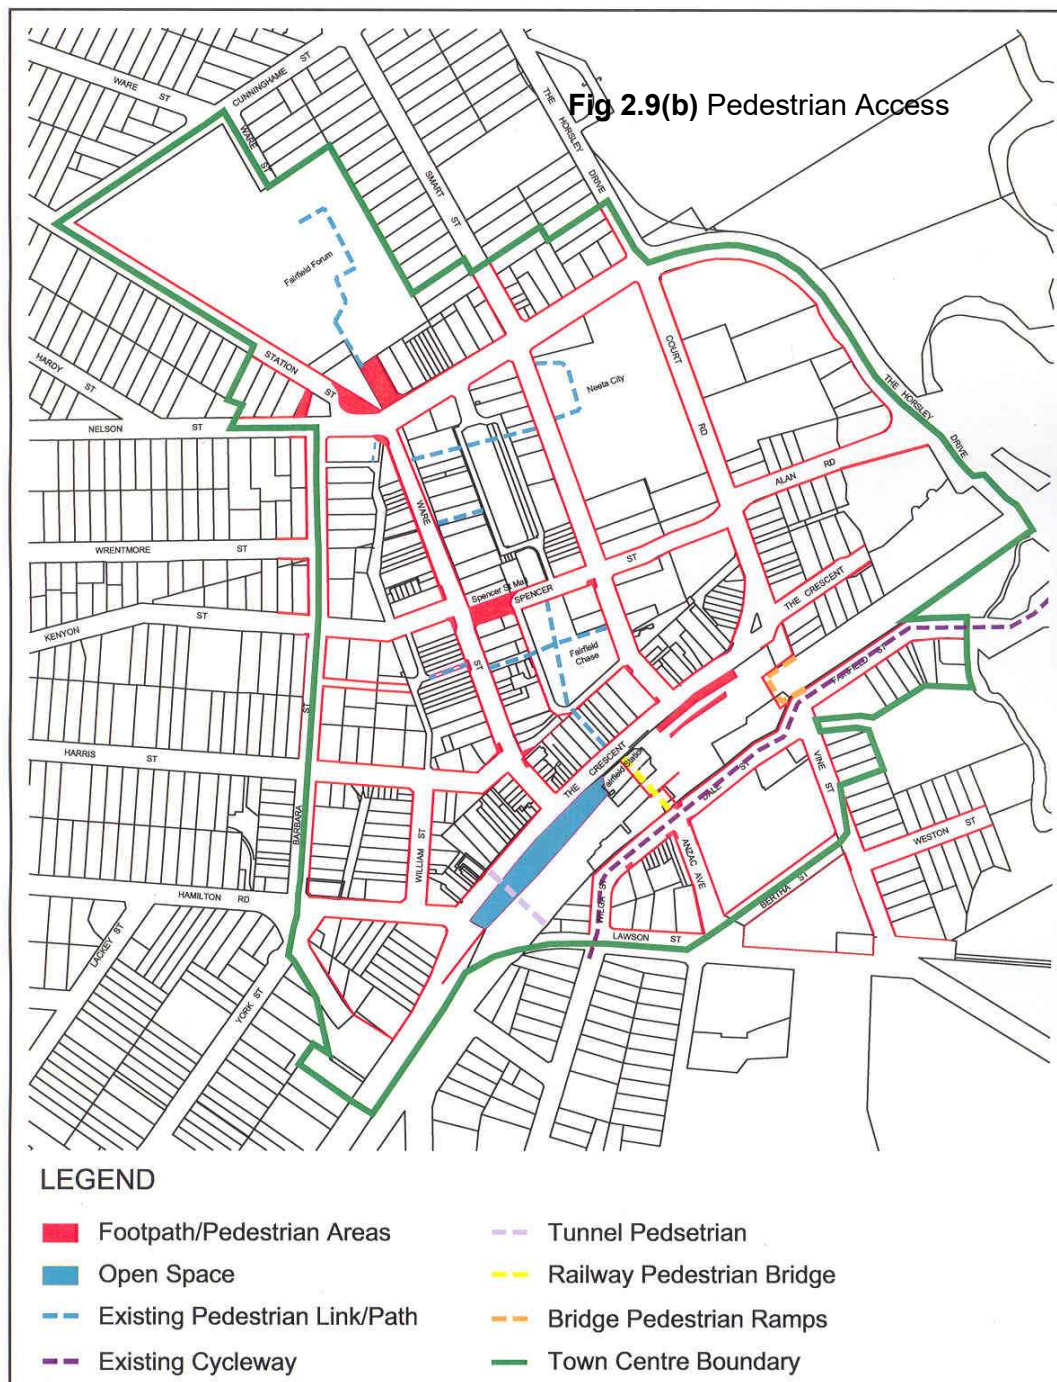 Fig 2.9(b) Pedestrian Access
WARE ST
CUNNINGHAME ST
WARE ST
THE HORSLEY DRIVE
SMART ST
Fairfield Forum
STATION ST
HARDY ST
NELSON ST
COURT RD
Neeta City
THE HORSLEY DRIVE
ALAN RD
WARE ST
WRENTMORE ST
Spencer St Mall
SPENCER ST
THE CRESCENT
KENYON ST
Fairfield Chase
FAIRFIELD ST
HARRIS ST
BARBARA ST
THE CRESCENT
Fairfield Station
DALE ST
VINE ST
WILLIAM ST
ANZAC AVE
WESTON ST
HAMILTON RD
WILGA ST
BERTHA ST
LACKEY ST
LAWSON ST
YORK ST
LEGEND
Footpath/Pedestrian Areas
Open Space
Existing Pedestrian Link/Path
Existing Cycleway
Tunnel Pedsetrian
Railway Pedestrian Bridge
Bridge Pedestrian Ramps
Town Centre Boundary